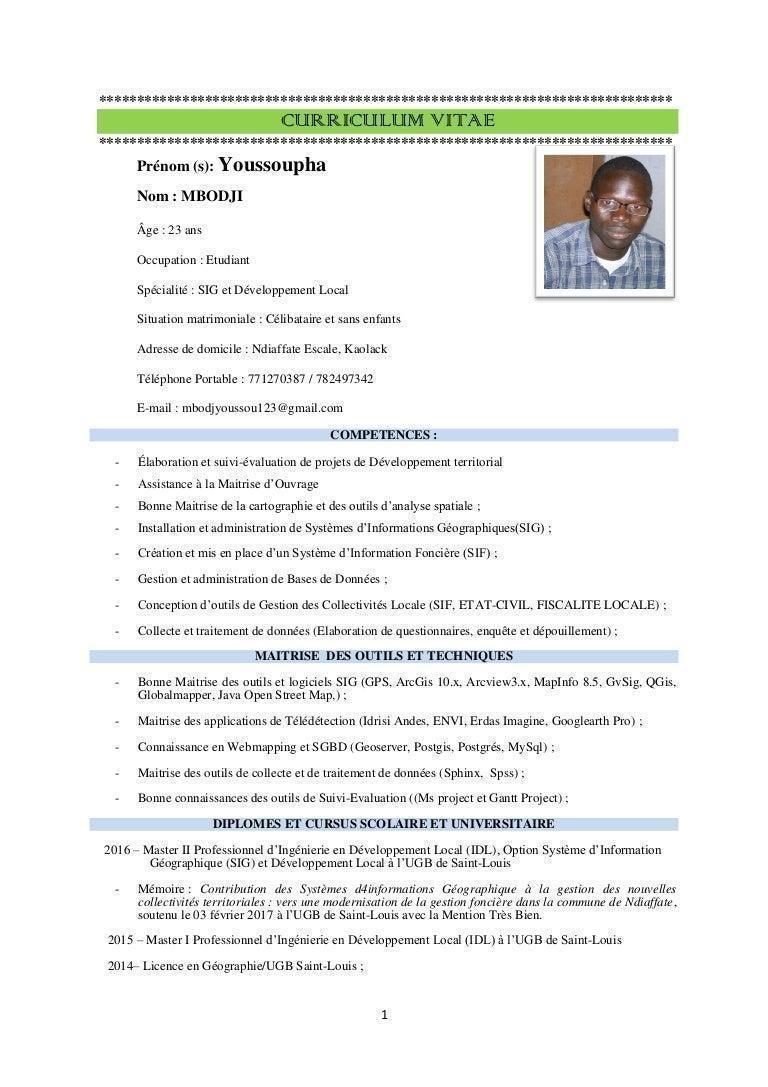 ******************************************************************************
CURRICULUM VITAE
******************************************************************************
Prénom (s): Youssoupha
Nom : MBODJI
Âge : 23 ans
Occupation : Etudiant
Spécialité : SIG et Développement Local
Situation matrimoniale : Célibataire et sans enfants
Adresse de domicile : Ndiaffate Escale, Kaolack
Téléphone Portable : 771270387 / 782497342
E-mail : mbodjyoussou123@gmail.com
COMPETENCES :
- Élaboration et suivi-évaluation de projets de Développement territorial
- Assistance à la Maitrise d’Ouvrage
- Bonne Maitrise de la cartographie et des outils d’analyse spatiale ;
- Installation et administration de Systèmes d’Informations Géographiques(SIG) ;
- Création et mis en place d’un Système d’Information Foncière (SIF) ;
- Gestion et administration de Bases de Données ;
- Conception d’outils de Gestion des Collectivités Locale (SIF, ETAT-CIVIL, FISCALITE LOCALE) ;
- Collecte et traitement de données (Elaboration de questionnaires, enquête et dépouillement) ;
MAITRISE DES OUTILS ET TECHNIQUES
- Bonne Maitrise des outils et logiciels SIG (GPS, ArcGis 10.x, Arcview3.x, MapInfo 8.5, GvSig, QGis,
Globalmapper, Java Open Street Map,) ;
- Maitrise des applications de Télédétection (Idrisi Andes, ENVI, Erdas Imagine, Googlearth Pro) ;
- Connaissance en Webmapping et SGBD (Geoserver, Postgis, Postgrés, MySql) ;
- Maitrise des outils de collecte et de traitement de données (Sphinx, Spss) ;
- Bonne connaissances des outils de Suivi-Evaluation ((Ms project et Gantt Project) ;
DIPLOMES ET CURSUS SCOLAIRE ET UNIVERSITAIRE
2016 – Master II Professionnel d’Ingénierie en Développement Local (IDL), Option Système d’Information
Géographique (SIG) et Développement Local à l’UGB de Saint-Louis
- Mémoire : Contribution des Systèmes d4informations Géographique à la gestion des nouvelles
collectivités territoriales : vers une modernisation de la gestion foncière dans la commune de Ndiaffate,
soutenu le 03 février 2017 à l’UGB de Saint-Louis avec la Mention Très Bien.
2015 – Master I Professionnel d’Ingénierie en Développement Local (IDL) à l’UGB de Saint-Louis
2014– Licence en Géographie/UGB Saint-Louis ;
1